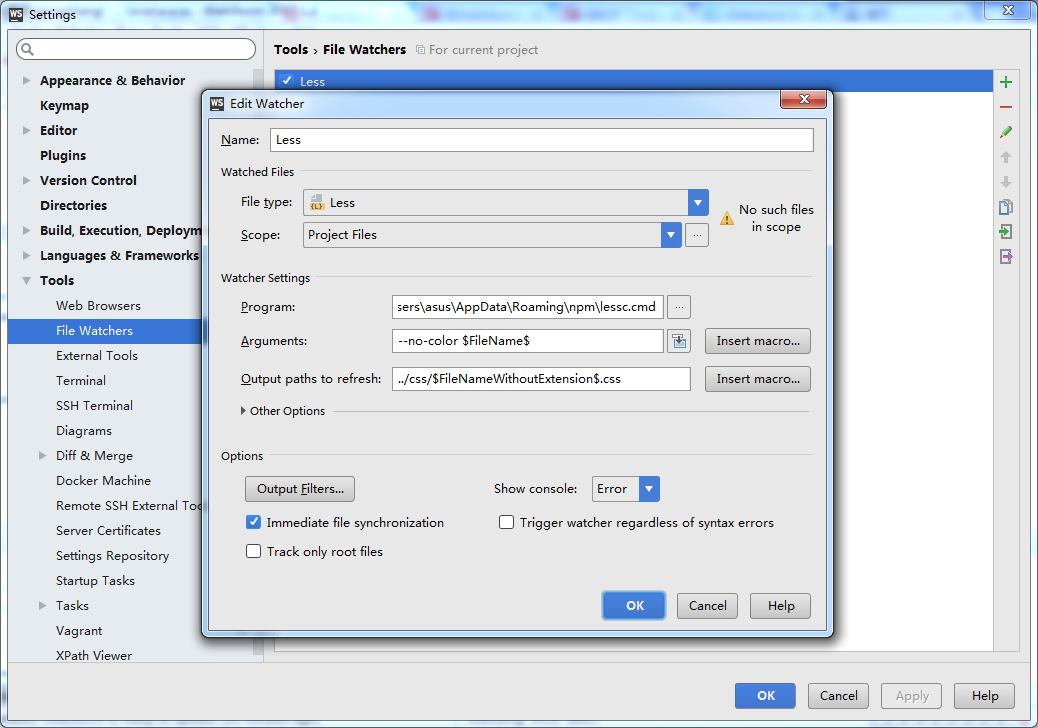 WS Settings
Tools › File Watchers For current project
Appearance & Behavior
Keymap
Editor
Plugins
Version Control
Directories
Build, Execution, Deploym
Languages & Frameworks
Tools
Web Browsers
File Watchers
External Tools
Terminal
SSH Terminal
Diagrams
Diff & Merge
Docker Machine
Remote SSH External Too
Server Certificates
Settings Repository
Startup Tasks
Tasks
Vagrant
XPath Viewer
Less
WS Edit Watcher
Name: Less
Watched Files
File type: {L} Less
Scope: Project Files ...
No such files
in scope
Watcher Settings
Program: sers\asus\AppData\Roaming\npm\lessc.cmd ...
Arguments: --no-color $FileName$ Insert macro...
Output paths to refresh: ../css/$FileNameWithoutExtension$.css Insert macro...
Other Options
Options
Output Filters... Show console: Error
Immediate file synchronization Trigger watcher regardless of syntax errors
Track only root files
OK Cancel Help
OK Cancel Apply Help